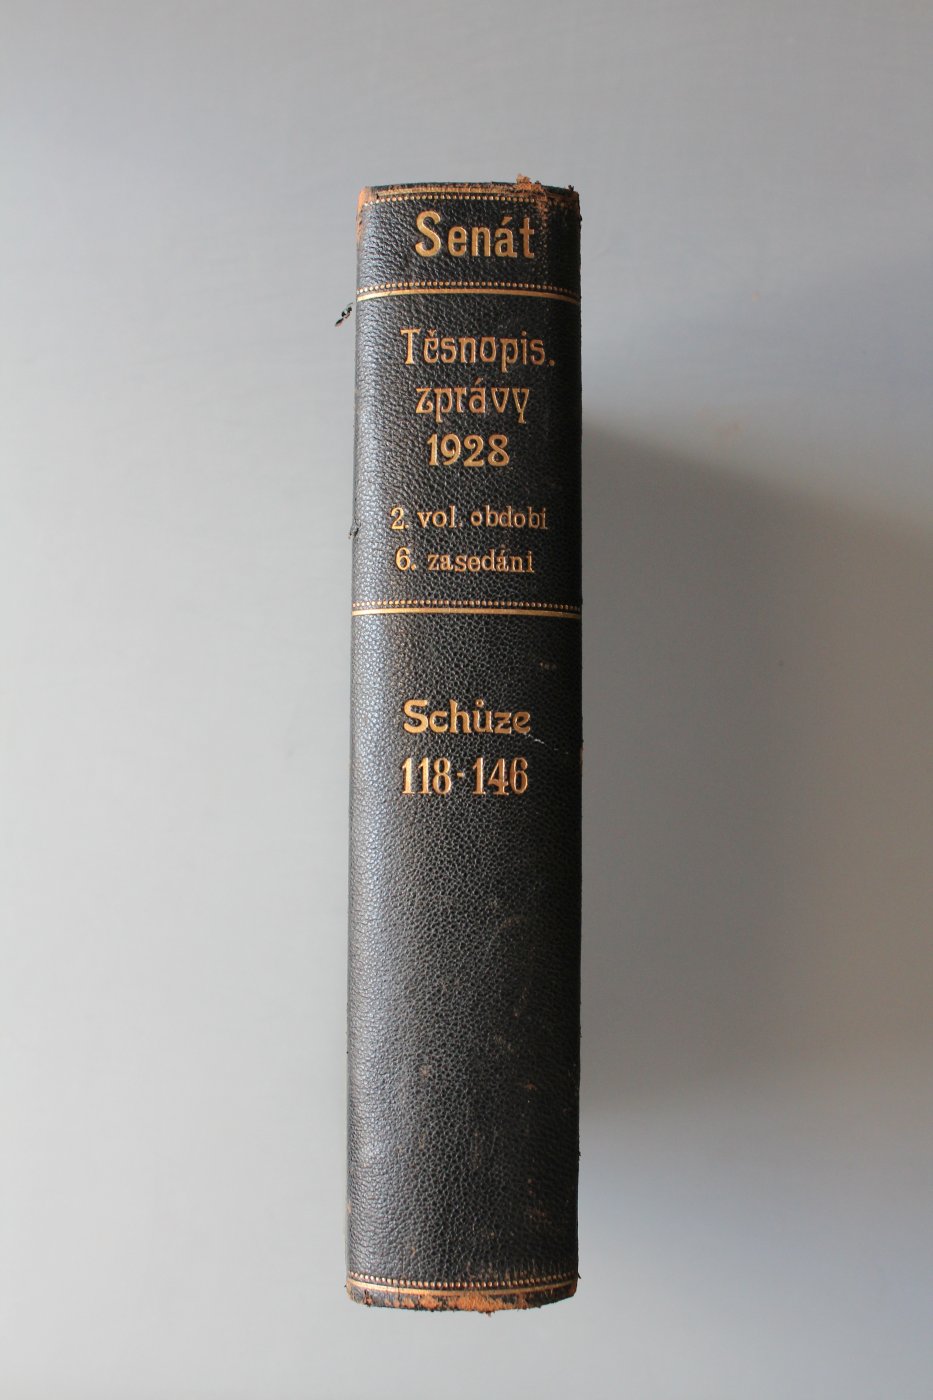 Senát
Těsnopis.
zprávy
1928
2. vol. období
6. zasedání
Schůze
118-146